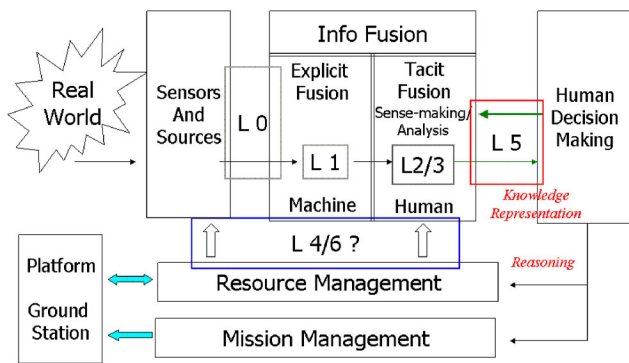 Info Fusion
Real
World
Sensors
And
Sources
L 0
Explicit
Fusion
L 1
Machine
Tacit
Fusion
Sense-making/
Analysis
L2/3
Human
L 5
Human
Decision
Making
Knowledge
Representation
L 4/6 ?
Reasoning
Platform
Ground
Station
Resource Management
Mission Management